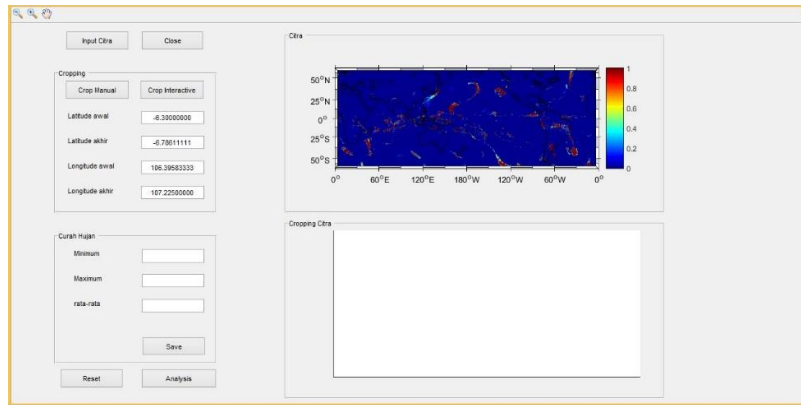 Input Citra
Close
Citra
50°N
25°N
0°
25°S
50°S
0°
60°E
120°E
180°W
120°W
60°W
0°
1
0.8
0.6
0.4
0.2
0
Cropping
Crop Manual
Crop Interactive
Latitude awal
-6.30000000
Latitude akhir
-6.78611111
Longitude awal
106.39583333
Longitude akhir
107.22500000
Cropping Citra
Curah Hujan
Minimum
Maximum
rata-rata
Save
Reset
Analysis